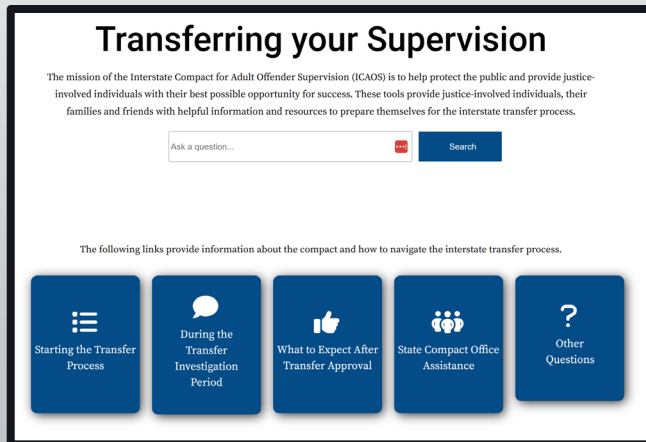 Transferring your Supervision
The mission of the Interstate Compact for Adult Offender Supervision (ICAOS) is to help protect the public and provide justice-
involved individuals with their best possible opportunity for success. These tools provide justice-involved individuals, their
families and friends with helpful information and resources to prepare themselves for the interstate transfer process.
Ask a question...
Search
The following links provide information about the compact and how to navigate the interstate transfer process.
Starting the Transfer
Process
During the
Transfer
Investigation
Period
What to Expect After
Transfer Approval
State Compact Office
Assistance
?
Other
Questions